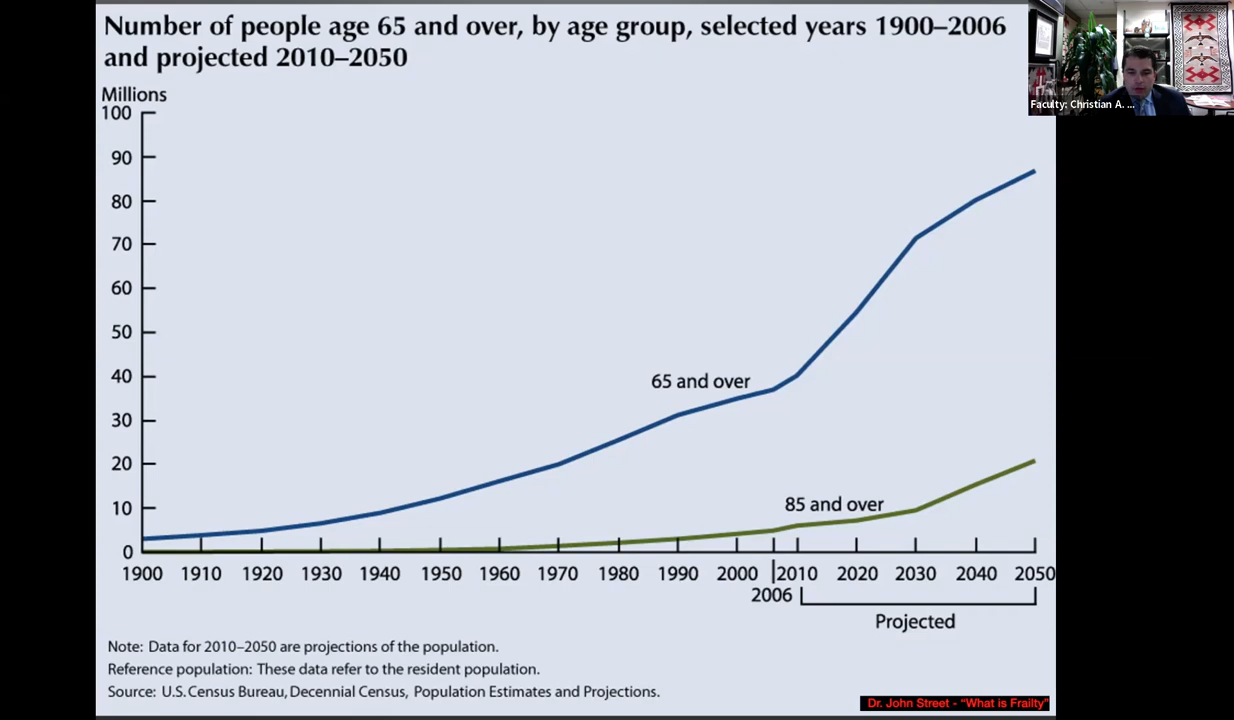 Number of people age 65 and over, by age group, selected years 1900–2006
and projected 2010–2050
Faculty: Christian A. ...
Millions
100
90
80
70
60
50
40
30
20
10
0
65 and over
85 and over
1900 1910 1920 1930 1940 1950 1960 1970 1980 1990 2000 2010 2020 2030 2040 2050
2006
Projected
Note: Data for 2010–2050 are projections of the population.
Reference population: These data refer to the resident population.
Source: U.S. Census Bureau, Decennial Census, Population Estimates and Projections.
Dr. John Street - "What is Frailty"